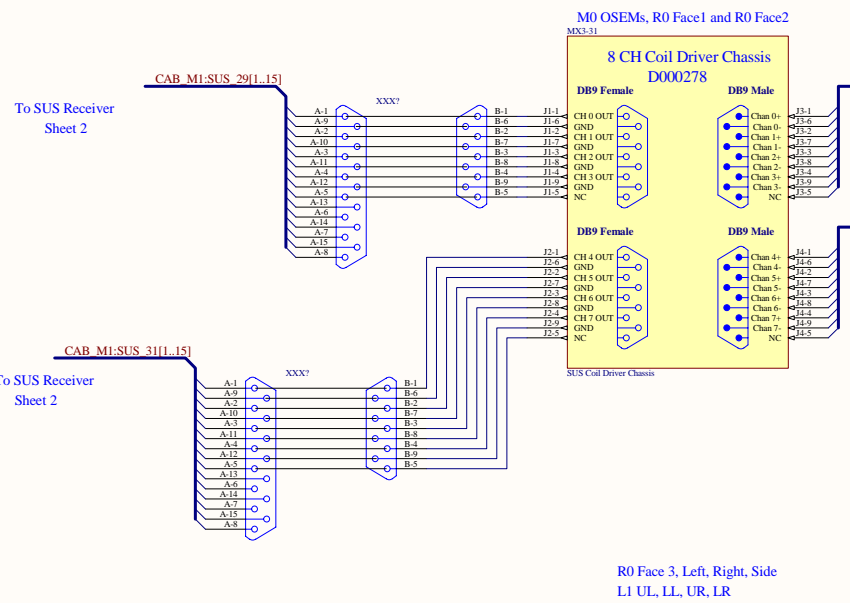 M0 OSEMs, R0 Face1 and R0 Face2
MX3-31
8 CH Coil Driver Chassis
D000278
DB9 Female DB9 Male
CAB_M1:SUS_29[1..15]
To SUS Receiver
Sheet 2
XXX?
A-1
A-9
A-2
A-10
A-3
A-11
A-4
A-12
A-5
A-13
A-6
A-14
A-7
A-15
A-8
B-1
B-6
B-2
B-7
B-3
B-8
B-4
B-9
B-5
J1-1 CH 0 OUT
J1-6 GND
J1-2 CH 1 OUT
J1-7 GND
J1-3 CH 2 OUT
J1-8 GND
J1-4 CH 3 OUT
J1-9 GND
J1-5 NC
Chan 0+ J3-1
Chan 0- J3-6
Chan 1+ J3-2
Chan 1- J3-7
Chan 2+ J3-3
Chan 2- J3-8
Chan 3+ J3-4
Chan 3- J3-9
NC J3-5
DB9 Female DB9 Male
J2-1 CH 4 OUT
J2-6 GND
J2-2 CH 5 OUT
J2-7 GND
J2-3 CH 6 OUT
J2-8 GND
J2-4 CH 7 OUT
J2-9 GND
J2-5 NC
Chan 4+ J4-1
Chan 4- J4-6
Chan 5+ J4-2
Chan 5- J4-7
Chan 6+ J4-3
Chan 6- J4-8
Chan 7+ J4-4
Chan 7- J4-9
NC J4-5
SUS Coil Driver Chassis
CAB_M1:SUS_31[1..15]
To SUS Receiver
Sheet 2
XXX?
A-1
A-9
A-2
A-10
A-3
A-11
A-4
A-12
A-5
A-13
A-6
A-14
A-7
A-15
A-8
B-1
B-6
B-2
B-7
B-3
B-8
B-4
B-9
B-5
R0 Face 3, Left, Right, Side
L1 UL, LL, UR, LR